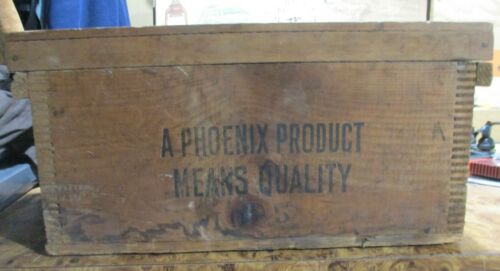 A PHOENIX PRODUCT
MEANS QUALITY